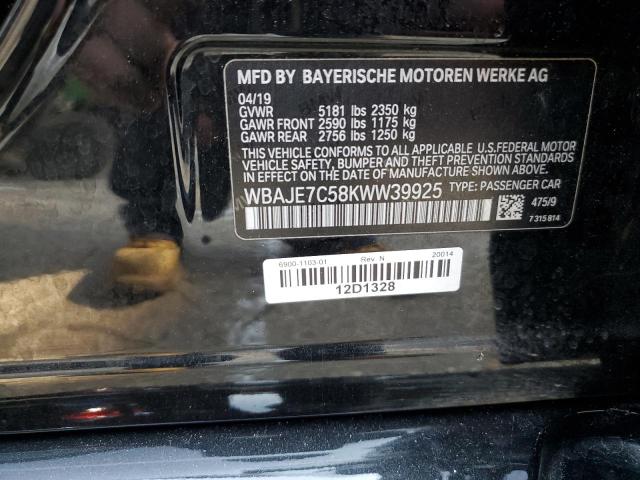 MFD BY BAYERISCHE MOTOREN WERKE AG
04/19
GVWR 5181 lbs 2350 kg
GAWR FRONT 2590 lbs 1175 kg
GAWR REAR 2756 lbs 1250 kg
THIS VEHICLE CONFORMS TO ALL APPLICABLE U.S.FEDERAL MOTOR
VEHICLE SAFETY, BUMPER, AND THEFT PREVENTION STANDARDS
IN EFFECT ON THE DATE OF MANUFACTURE SHOWN ABOVE.
WBAJE7C58KWW39925 TYPE: PASSENGER CAR
475/9
7 315 814
6900-1103-01 Rev. N 20014
12D1328